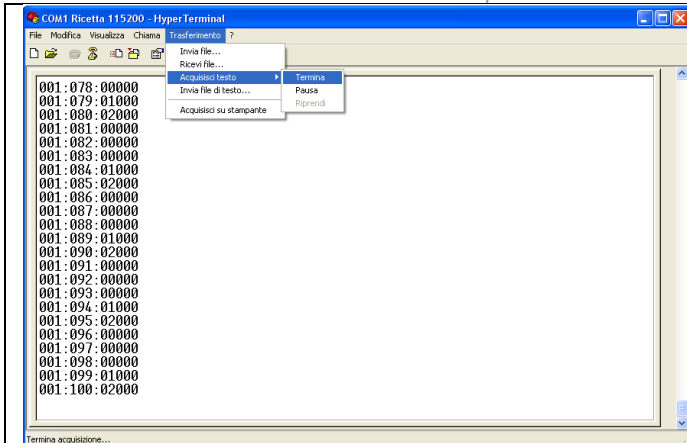 COM1 Ricetta 115200 - HyperTerminal
File Modifica Visualizza Chiama Trasferimento ?
Invia file...
Ricevi file...
Acquisisci testo
Invia file di testo...
Acquisisci su stampante
Termina
Pausa
Riprendi
001:078:00000
001:079:01000
001:080:02000
001:081:00000
001:082:00000
001:083:00000
001:084:01000
001:085:02000
001:086:00000
001:087:00000
001:088:00000
001:089:01000
001:090:02000
001:091:00000
001:092:00000
001:093:00000
001:094:01000
001:095:02000
001:096:00000
001:097:00000
001:098:00000
001:099:01000
001:100:02000
Termina acquisizione...